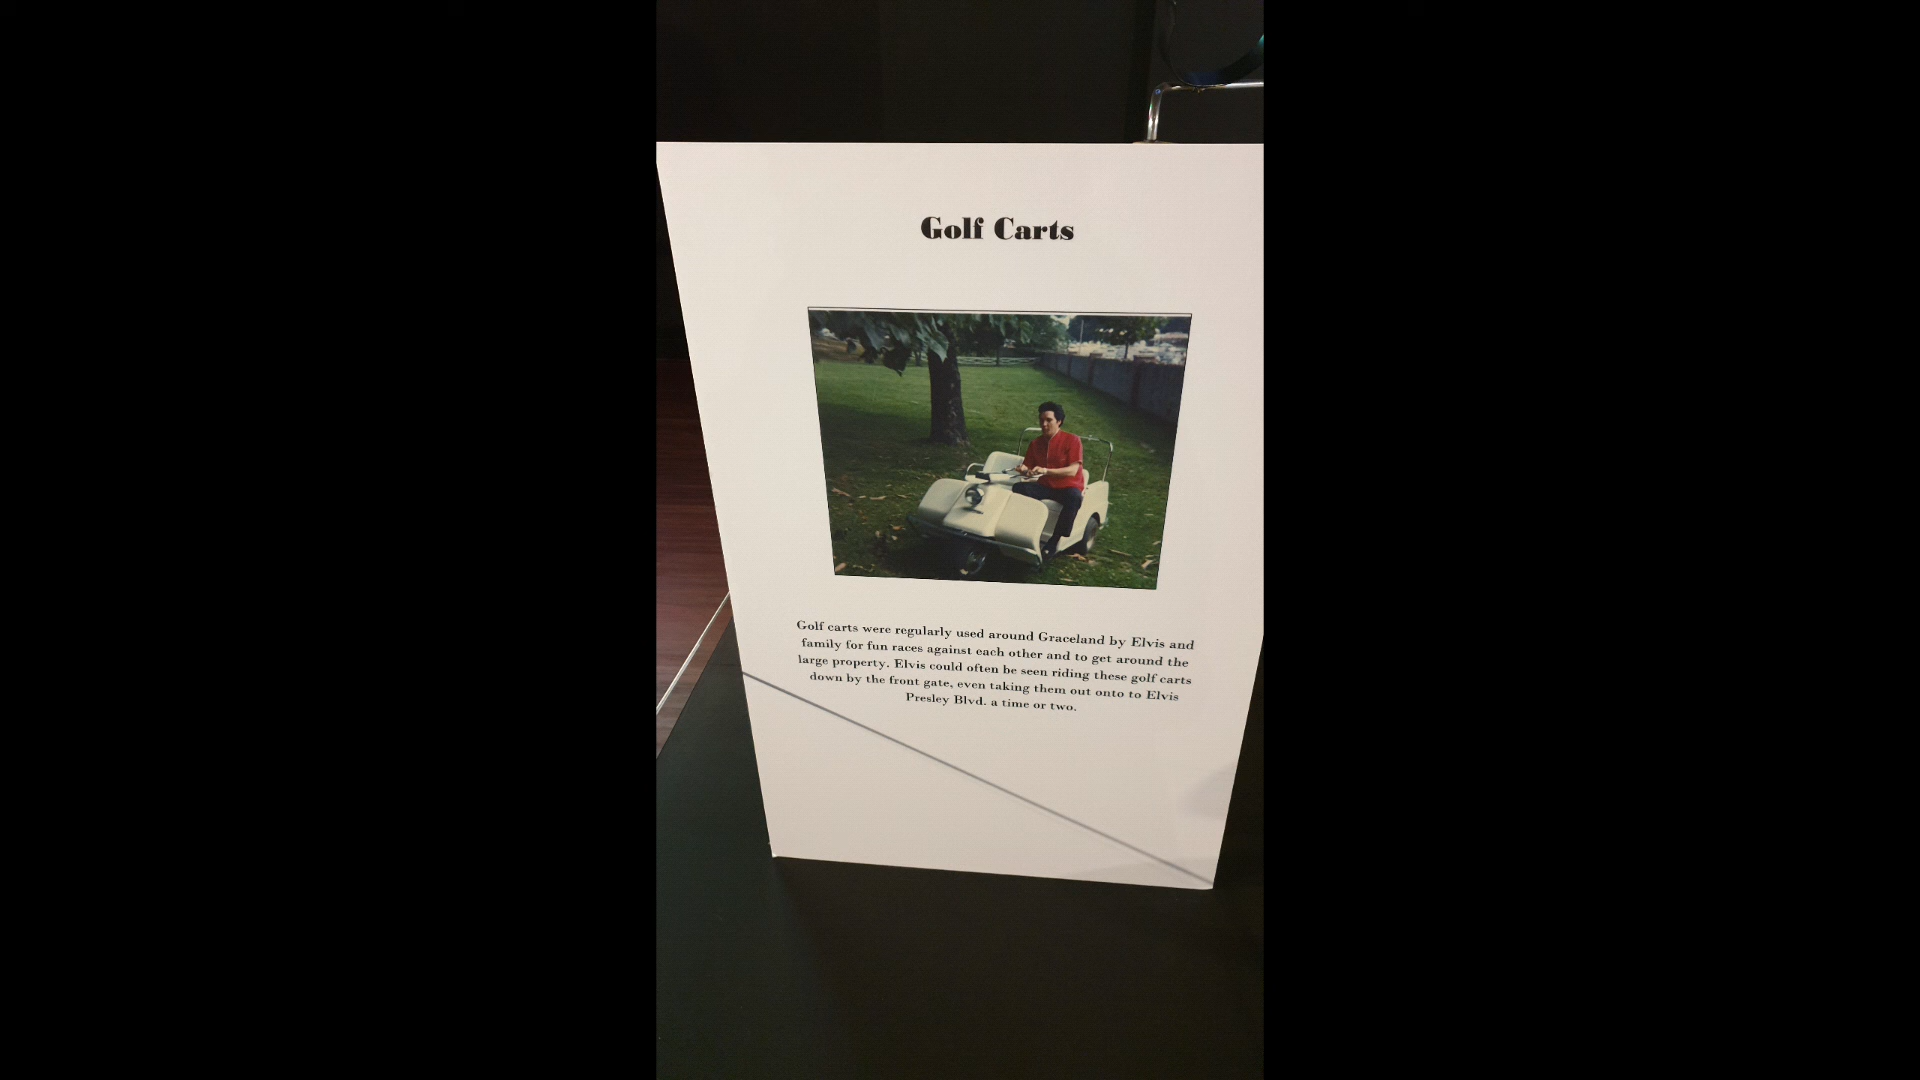 Golf Carts
Golf carts were regularly used around Graceland by Elvis and
family for fun races against each other and to get around the
large property. Elvis could often be seen riding these golf carts
down by the front gate, even taking them out onto to Elvis
Presley Blvd. a time or two.